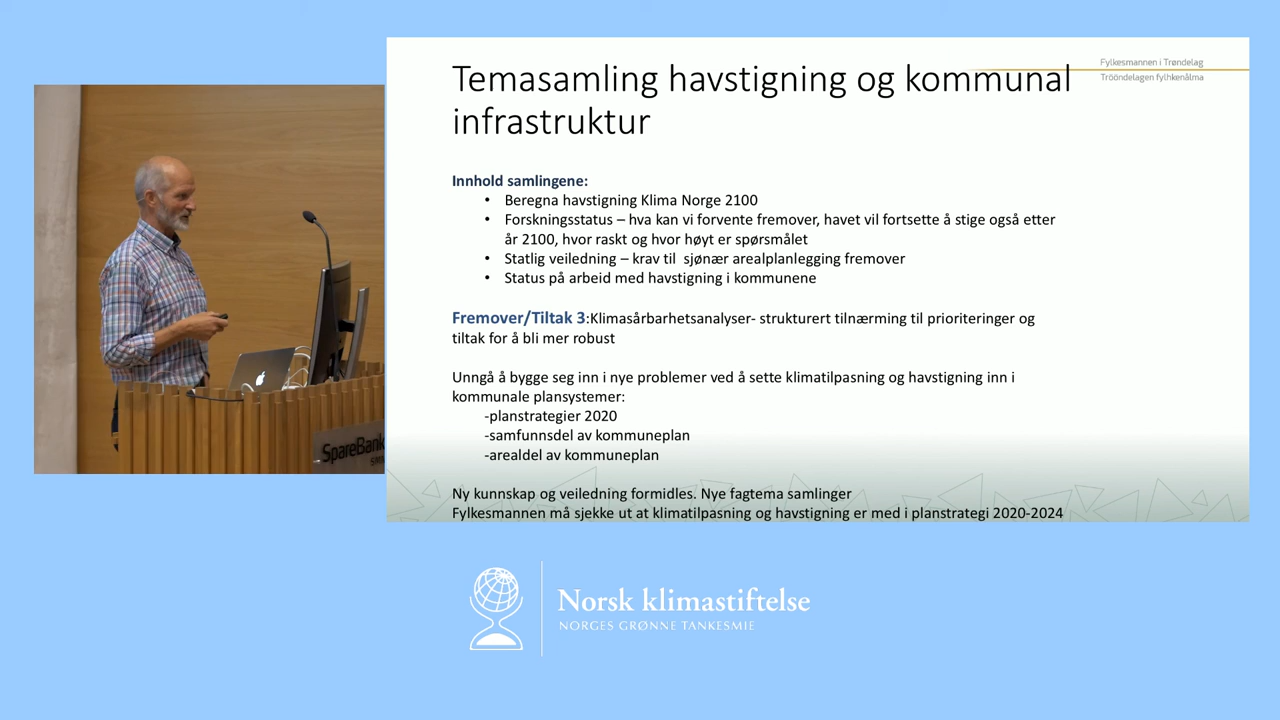 Fylkesmannen i Trøndelag
Trööndelagen fylhkenålma
Temasamling havstigning og kommunal
infrastruktur
Innhold samlingene:
• Beregna havstigning Klima Norge 2100
• Forskningsstatus – hva kan vi forvente fremover, havet vil fortsette å stige også etter
år 2100, hvor raskt og hvor høyt er spørsmålet
• Statlig veiledning – krav til sjønær arealplanlegging fremover
• Status på arbeid med havstigning i kommunene
Fremover/Tiltak 3:Klimasårbarhetsanalyser- strukturert tilnærming til prioriteringer og
tiltak for å bli mer robust
Unngå å bygge seg inn i nye problemer ved å sette klimatilpasning og havstigning inn i
kommunale plansystemer:
-planstrategier 2020
-samfunnsdel av kommuneplan
-arealdel av kommuneplan
Ny kunnskap og veiledning formidles. Nye fagtema samlinger
Fylkesmannen må sjekke ut at klimatilpasning og havstigning er med i planstrategi 2020-2024
SpareBank
Norsk klimastiftelse
NORGES GRØNNE TANKESMIE